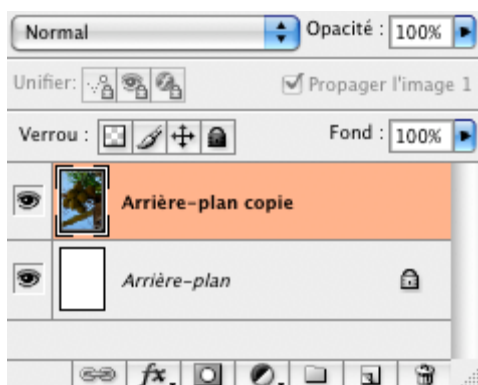 Normal Opacité : 100%
Unifier: Propager l'image 1
Verrou : Fond : 100%
Arrière-plan copie
Arrière-plan
fx.